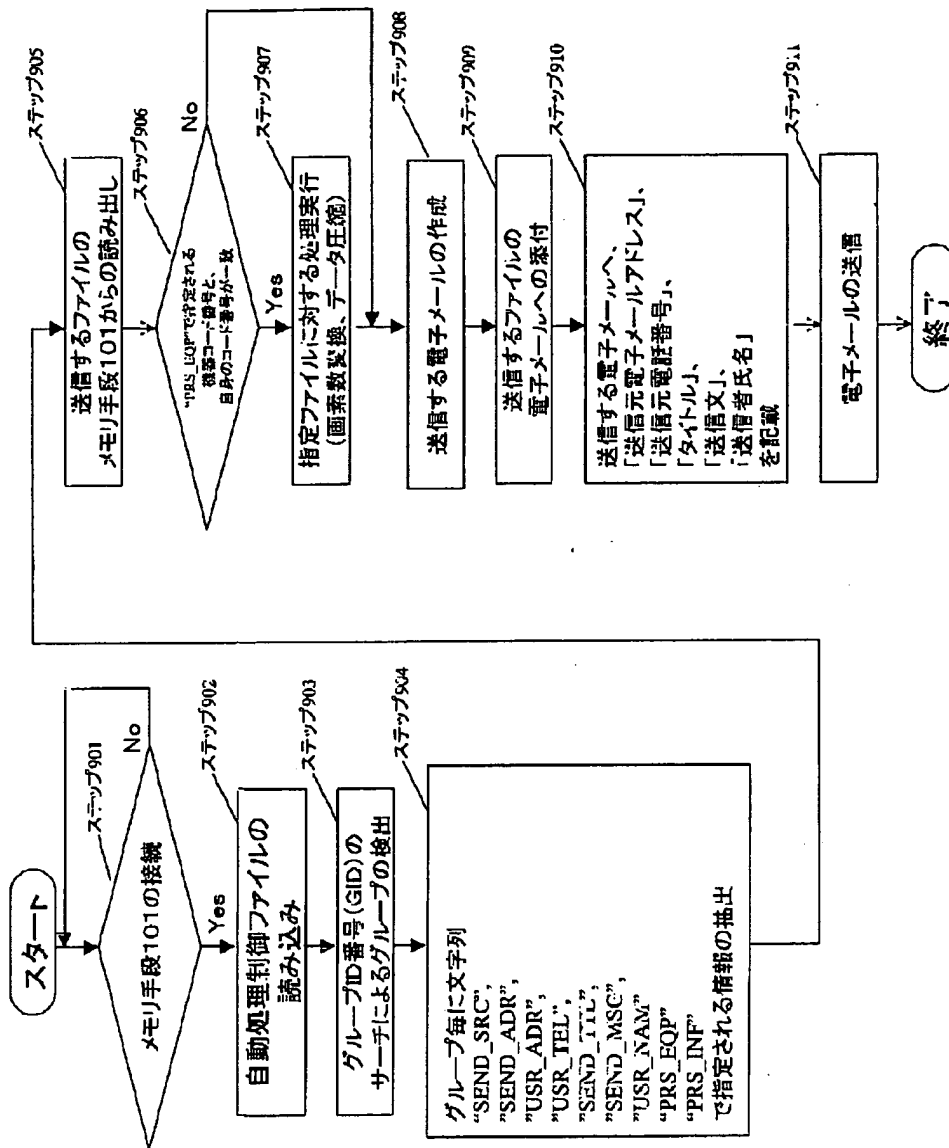 スタート
ステップ901
メモリ手段101の接続
No
Yes
ステップ902
自動処理制御ファイルの
読み込み
ステップ903
グループID番号(GID)の
サーチによるグループの検出
ステップ904
グループ毎に文字列
“SEND_SRC”,
”SEND_ADR”,
”USR_ADR”,
”USR_TEL”,
”SEND_TTL”,
”SEND_MSG”,
”USR_NAM”
“PRS_EQP”
“PRS_INF”
で指定される情報の抽出
ステップ905
送信するファイルの
メモリ手段101からの読み出し
ステップ906
“PRS_EQP”で指定される
機器コード番号と、
自身のコード番号が一致
No
Yes
ステップ907
指定ファイルに対する処理実行
(画素数変換、データ圧縮)
ステップ908
送信する電子メールの作成
ステップ909
送信するファイルの
電子メールへの添付
ステップ910
送信する電子メールへ、
「送信元電子メールアドレス」、
「送信元電話番号」、
「タイトル」、
「送信文」、
「送信者氏名」
を記載
ステップ911
電子メールの送信
終了